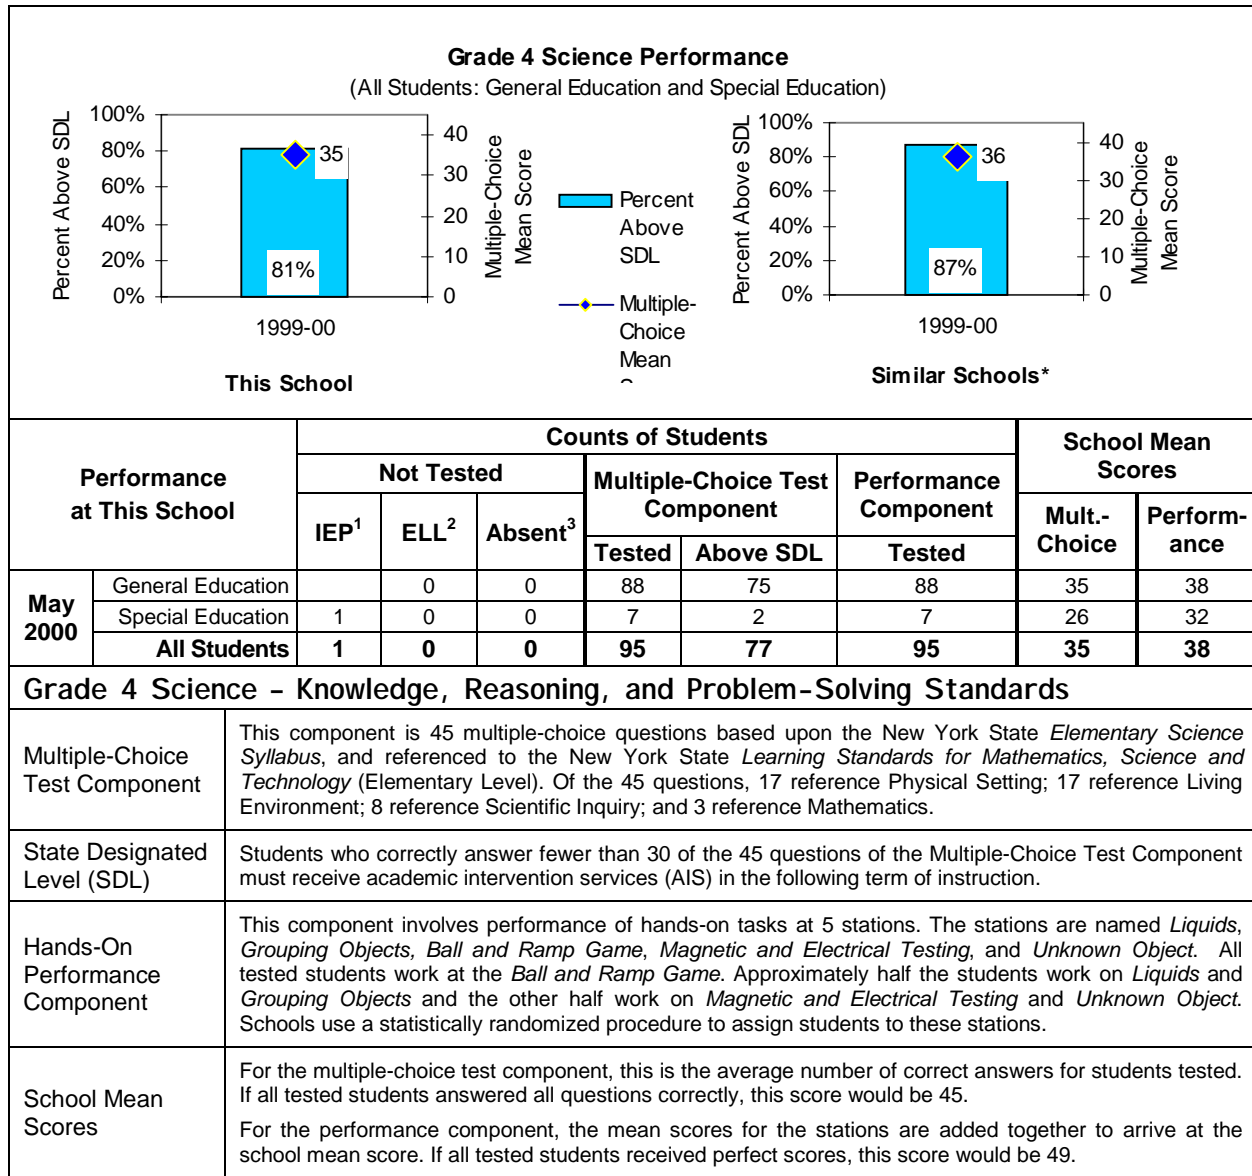 Grade 4 Science Performance
(All Students: General Education and Special Education)
Percent Above SDL
100%
80%
60%
40%
20%
0%
35
81%
40
30
20
10
0
Multiple-Choice
Mean Score
1999-00
This School
Percent
Above
SDL
Multiple-
Choice
Mean
Percent Above SDL
100%
80%
60%
40%
20%
0%
36
87%
40
30
20
10
0
Multiple-Choice
Mean Score
1999-00
Similar Schools*
Performance
at This School
Counts of Students
School Mean
Scores
Not Tested
Multiple-Choice Test
Component
Performance
Component
IEP1
ELL2
Absent3
Tested
Above SDL
Tested
Mult.-
Choice
Perform-
ance
May
2000
General Education 0 0 88 75 88 35 38
Special Education 1 0 0 7 2 7 26 32
All Students 1 0 0 95 77 95 35 38
Grade 4 Science – Knowledge, Reasoning, and Problem-Solving Standards
Multiple-Choice
Test Component
This component is 45 multiple-choice questions based upon the New York State Elementary Science
Syllabus, and referenced to the New York State Learning Standards for Mathematics, Science and
Technology (Elementary Level). Of the 45 questions, 17 reference Physical Setting; 17 reference Living
Environment; 8 reference Scientific Inquiry; and 3 reference Mathematics.
State Designated
Level (SDL)
Students who correctly answer fewer than 30 of the 45 questions of the Multiple-Choice Test Component
must receive academic intervention services (AIS) in the following term of instruction.
Hands-On
Performance
Component
This component involves performance of hands-on tasks at 5 stations. The stations are named Liquids,
Grouping Objects, Ball and Ramp Game, Magnetic and Electrical Testing, and Unknown Object. All
tested students work at the Ball and Ramp Game. Approximately half the students work on Liquids and
Grouping Objects and the other half work on Magnetic and Electrical Testing and Unknown Object.
Schools use a statistically randomized procedure to assign students to these stations.
School Mean
Scores
For the multiple-choice test component, this is the average number of correct answers for students tested.
If all tested students answered all questions correctly, this score would be 45.
For the performance component, the mean scores for the stations are added together to arrive at the
school mean score. If all tested students received perfect scores, this score would be 49.